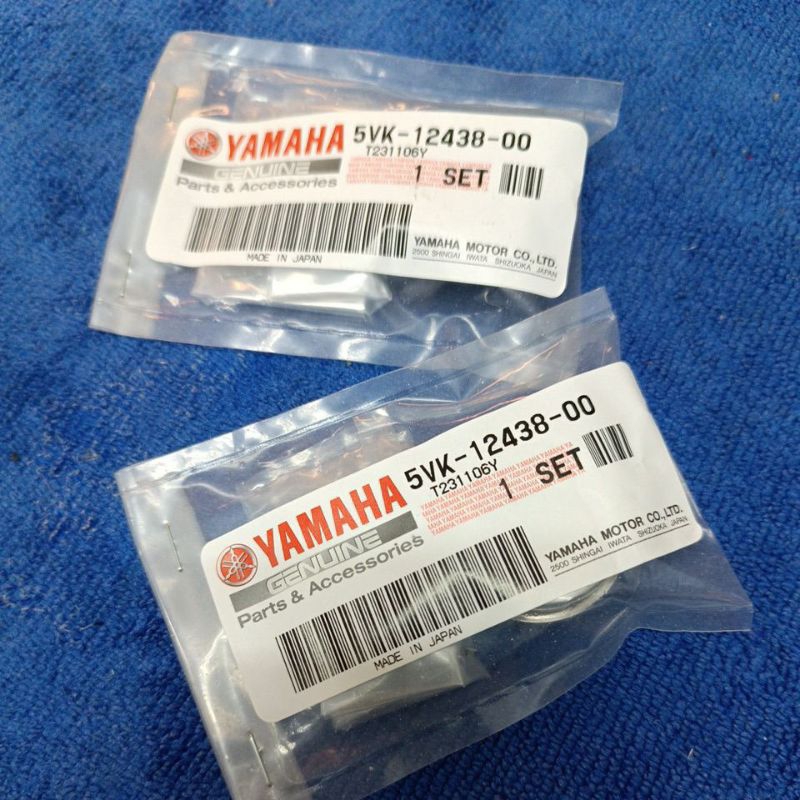 YAMAHA
GENUINE
Parts & Accessories
5VK-12438-00
T231106Y
1 SET
MADE IN JAPAN
YAMAHA MOTOR CO.,LTD.
2500 SHINGAI IWATA SHIZUOKA JAPAN
YAMAHA
GENUINE
Parts & Accessories
5VK-12438-00
T231106Y
1 SET
MADE IN JAPAN
YAMAHA MOTOR CO.,LTD.
2500 SHINGAI IWATA SHIZUOKA JAPAN